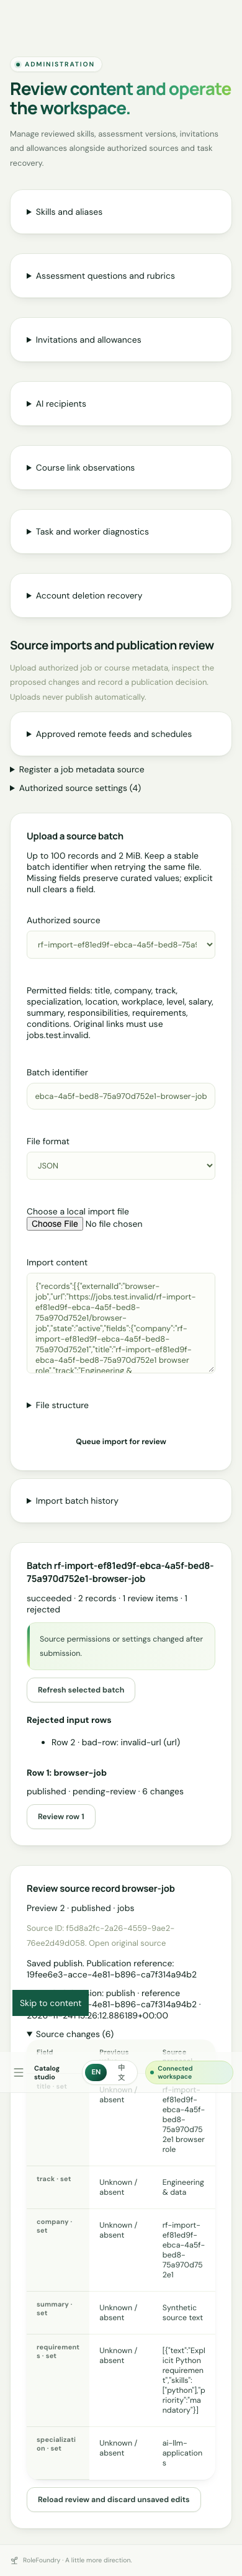 ADMINISTRATION
Review content and operate
the workspace.
Manage reviewed skills, assessment versions, invitations
and allowances alongside authorized sources and task
recovery.
▶ Skills and aliases
▶ Assessment questions and rubrics
▶ Invitations and allowances
▶ AI recipients
▶ Course link observations
▶ Task and worker diagnostics
▶ Account deletion recovery
Source imports and publication review
Upload authorized job or course metadata, inspect the
proposed changes and record a publication decision.
Uploads never publish automatically.
▶ Approved remote feeds and schedules
▶ Register a job metadata source
▶ Authorized source settings (4)
Upload a source batch
Up to 100 records and 2 MiB. Keep a stable
batch identifier when retrying the same file.
Missing fields preserve curated values; explicit
null clears a field.
Authorized source
rf-import-ef81ed9f-ebca-4a5f-bed8-75a9
Permitted fields: title, company, track,
specialization, location, workplace, level, salary,
summary, responsibilities, requirements,
conditions. Original links must use
jobs.test.invalid.
Batch identifier
ebca-4a5f-bed8-75a970d752e1-browser-job
File format
JSON
Choose a local import file
Choose File No file chosen
Import content
{"records":[{"externalId":"browser-
job","url":"https://jobs.test.invalid/rf-import-
ef81ed9f-ebca-4a5f-bed8-
75a970d752e1/browser-
job","state":"active","fields":{"company":"rf-
import-ef81ed9f-ebca-4a5f-bed8-
75a970d752e1","title":"rf-import-ef81ed9f-
ebca-4a5f-bed8-75a970d752e1 browser
role","track":"Engineering &
▶ File structure
Queue import for review
▶ Import batch history
Batch rf-import-ef81ed9f-ebca-4a5f-bed8-
75a970d752e1-browser-job
succeeded · 2 records · 1 review items · 1
rejected
Source permissions or settings changed after
submission.
Refresh selected batch
Rejected input rows
• Row 2 · bad-row: invalid-url (url)
Row 1: browser-job
published · pending-review · 6 changes
Review row 1
Review source record browser-job
Preview 2 · published · jobs
Source ID: f5d8a2fc-2a26-4559-9ae2-
76ee2d49d058. Open original source
Saved publish. Publication reference:
19fee6e3-acce-4e81-b896-ca7f314a94b2
ion: publish · reference
Skip to content
-4e81-b896-ca7f314a94b2 ·
▼ Source changes (6)
Field Previous Source
Catalog
studio
EN
中
文
Connected
workspace
title · set
Unknown /
absent
rf-import-
ef81ed9f-
ebca-4a5f-
bed8-
75a970d75
2e1 browser
role
track · set
Unknown /
absent
Engineering
& data
company ·
set
Unknown /
absent
rf-import-
ef81ed9f-
ebca-4a5f-
bed8-
75a970d75
2e1
summary ·
set
Unknown /
absent
Synthetic
source text
requirement
s · set
Unknown /
absent
[{"text":"Expl
icit Python
requiremen
t","skills":
["python"],"p
riority":"ma
ndatory"}]
specializati
on · set
Unknown /
absent
ai-llm-
application
s
Reload review and discard unsaved edits
RoleFoundry · A little more direction.